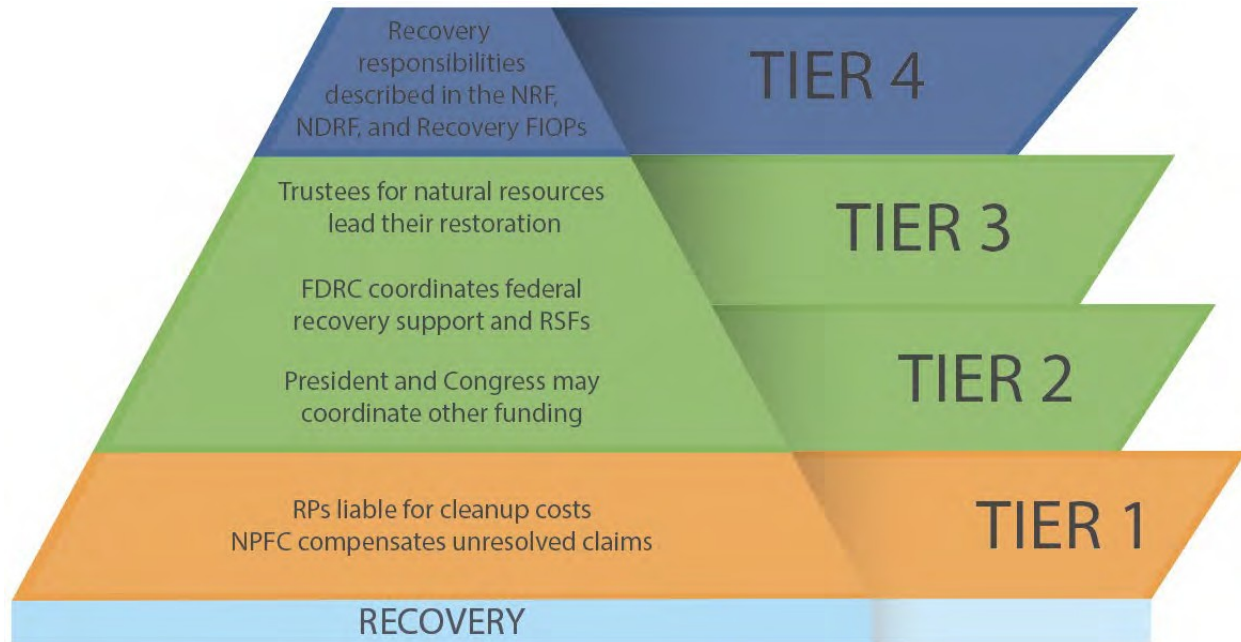 Recovery
responsibilities
described in the NRF,
NDRF, and Recovery FIOPs
TIER 4
Trustees for natural resources
lead their restoration
TIER 3
FDRC coordinates federal
recovery support and RSFs
President and Congress may
coordinate other funding
TIER 2
RPs liable for cleanup costs
NPFC compensates unresolved claims
TIER 1
RECOVERY